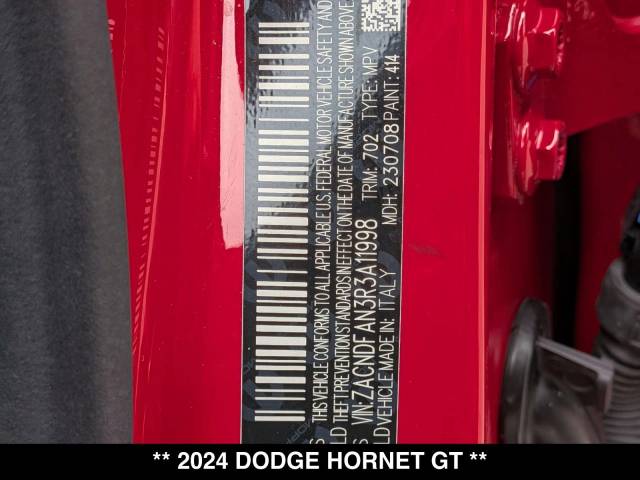 THIS VEHICLE CONFORMS TO ALL APPLICABLE U.S. FEDERAL MOTOR VEHICLE SAFETY AND
THEFT PREVENTION STANDARDS IN EFFECT ON THE DATE OF MANUFACTURE SHOWN ABOVE.
VIN: ZACNDFAN3R3A11998 TRIM: 702 TYPE: MPV
VEHICLE MADE IN: ITALY MDH: 230708 PAINT: 414
** 2024 DODGE HORNET GT **